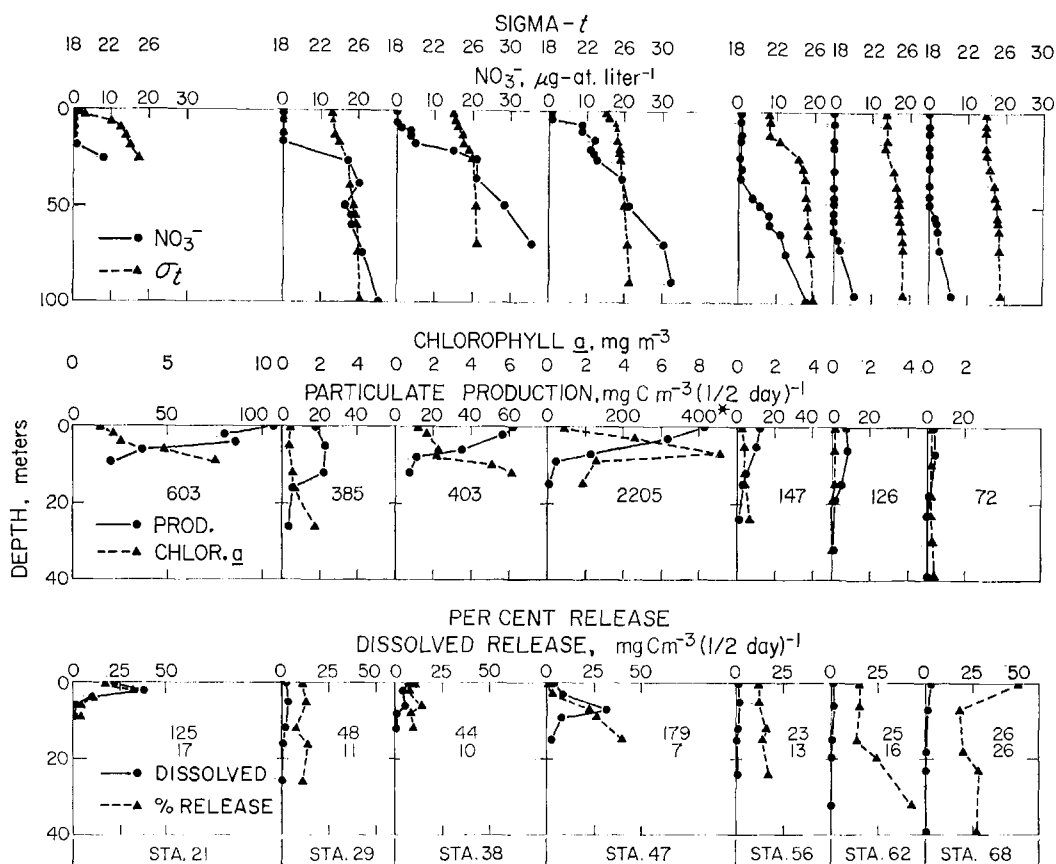 SIGMA-t
18 22 26 18 22 26 18 22 26 30 18 22 26 30 18 22 26 18 22 26 18 22 26
NO₃⁻, µg-at. liter⁻¹
0 10 20 30 0 10 20 0 10 20 30 0 10 20 30 0 10 20 0 10 20 0 10 20
0
50
100
NO₃⁻
σt
CHLOROPHYLL a, mg m⁻³
0 5 10 0 2 4 0 2 4 6 0 2 4 6 8 0 2 4 0 2 4 0 2
PARTICULATE PRODUCTION, mg C m⁻³ (1/2 day)⁻¹
0 50 100 0 20 40 0 20 40 60 0 200 400* 0 20 40 0 20 40 0 20
0
20
40
DEPTH, meters
603 385 403 2205 147 126 72
PROD.
CHLOR. a
PER CENT RELEASE
DISSOLVED RELEASE, mg C m⁻³ (1/2 day)⁻¹
0 25 50 0 25 0 25 0 25 50 0 25 0 25 0 25 50
0
20
40
125 48 44 179 23 25 26
17 11 10 7 13 16 26
DISSOLVED
% RELEASE
STA. 21 STA. 29 STA. 38 STA. 47 STA. 56 STA. 62 STA. 68